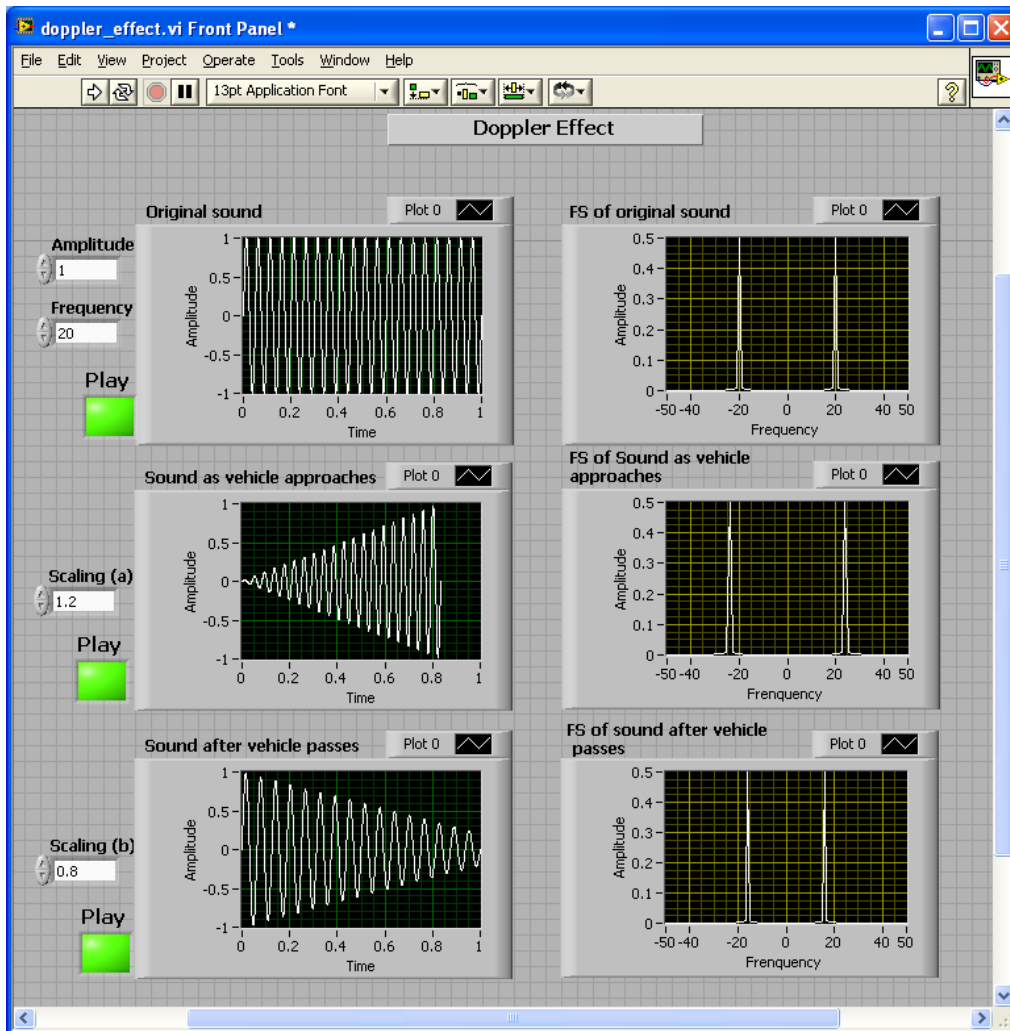 doppler_effect.vi Front Panel *
File Edit View Project Operate Tools Window Help
13pt Application Font
?
Doppler Effect
Original sound
Plot 0
Amplitude
1
Frequency
20
Play
Amplitude
1
0.5
0
-0.5
-1
0 0.2 0.4 0.6 0.8 1
Time
FS of original sound
Plot 0
Amplitude
0.5
0.4
0.3
0.2
0.1
0
-50 -40 -20 0 20 40 50
Frequency
Sound as vehicle approaches
Plot 0
Scaling (a)
1.2
Play
Amplitude
1
0.5
0
-0.5
-1
0 0.2 0.4 0.6 0.8 1
Time
FS of Sound as vehicle
approaches
Plot 0
Amplitude
0.5
0.4
0.3
0.2
0.1
0
-50 -40 -20 0 20 40 50
Frenquency
Sound after vehicle passes
Plot 0
Scaling (b)
0.8
Play
Amplitude
1
0.5
0
-0.5
-1
0 0.2 0.4 0.6 0.8 1
Time
FS of sound after vehicle
passes
Plot 0
Amplitude
0.5
0.4
0.3
0.2
0.1
0
-50 -40 -20 0 20 40 50
Frenquency